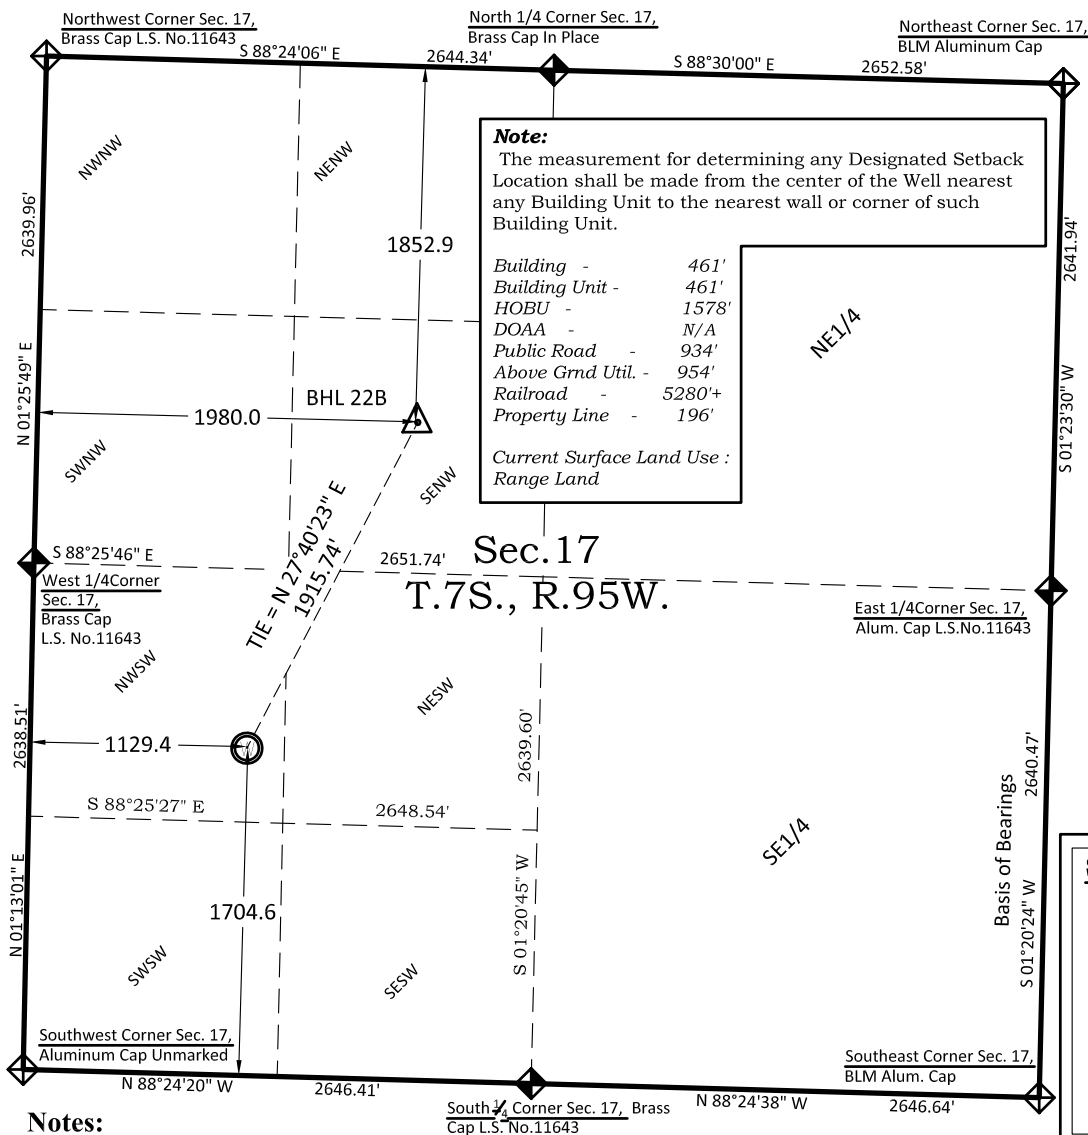 Northwest Corner Sec. 17,
Brass Cap L.S. No.11643
North 1/4 Corner Sec. 17,
Brass Cap In Place
Northeast Corner Sec. 17,
BLM Aluminum Cap
S 88°24'06" E
2644.34'
S 88°30'00" E
2652.58'
NWNW
NENW
2639.96'
N 01°25'49" E
1852.9
Note:
The measurement for determining any Designated Setback
Location shall be made from the center of the Well nearest
any Building Unit to the nearest wall or corner of such
Building Unit.
Building - 461'
Building Unit - 461'
HOBU - 1578'
DOAA - N/A
Public Road - 934'
Above Grnd Util. - 954'
Railroad - 5280'+
Property Line - 196'
Current Surface Land Use :
Range Land
2641.94'
S 01°23'30" W
NE1/4
BHL 22B
1980.0
SWNW
SENW
TIE = N 27°40'23" E
1915.74'
S 88°25'46" E
2651.74'
Sec.17
T.7S., R.95W.
West 1/4Corner
Sec. 17,
Brass Cap
L.S. No.11643
East 1/4Corner Sec. 17,
Alum. Cap L.S.No.11643
NWSW
NESW
2638.51'
N 01°13'01" E
1129.4
2639.60'
S 01°20'45" W
2640.47'
S 01°20'24" W
Basis of Bearings
S 88°25'27" E
2648.54'
SE1/4
1704.6
SWSW
SESW
Southwest Corner Sec. 17,
Aluminum Cap Unmarked
Southeast Corner Sec. 17,
BLM Alum. Cap
N 88°24'20" W
2646.41'
South 1/4 Corner Sec. 17, Brass
Cap L.S. No.11643
N 88°24'38" W
2646.64'
Notes: